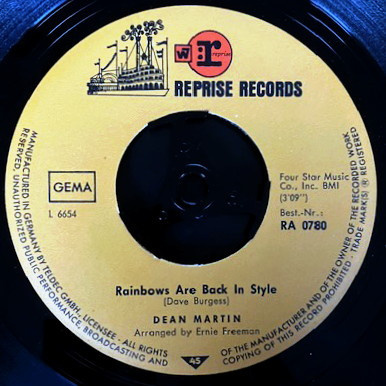 W
r
reprise
REPRISE RECORDS
GEMA
L 6654
Four Star Music
Co., Inc. BMI
(3'09")
Best.-Nr.:
RA 0780
Rainbows Are Back In Style
(Dave Burgess)
DEAN MARTIN
Arranged by Ernie Freeman
45
MANUFACTURED IN GERMANY BY TELDEC GMBH - LICENSEE - ALL RIGHTS
RESERVED, UNAUTHORIZED PUBLIC PERFORMANCE, BROADCASTING AND
OF THE MANUFACTURER AND OF THE OWNER OF THE RECORDED WORK
COPYING OF THIS RECORD PROHIBITED - TRADE MARK(S) ® REGISTERED